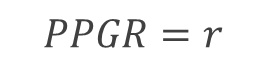 PPGR = r